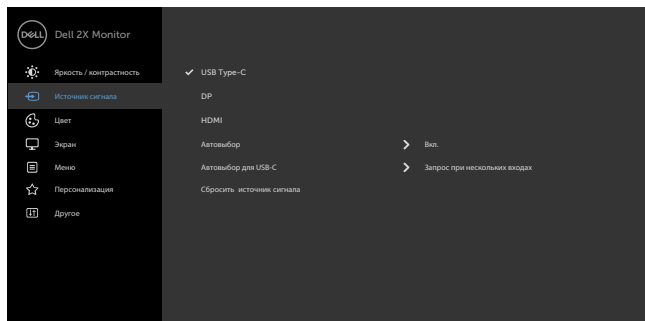 DELL Dell 2X Monitor
Яркость / контрастность
USB Type-C
Источник сигнала
DP
Цвет
HDMI
Экран
Автовыбор Вкл.
Меню
Автовыбор для USB-C Запрос при нескольких входах
Персонализация
Сбросить источник сигнала
Другое